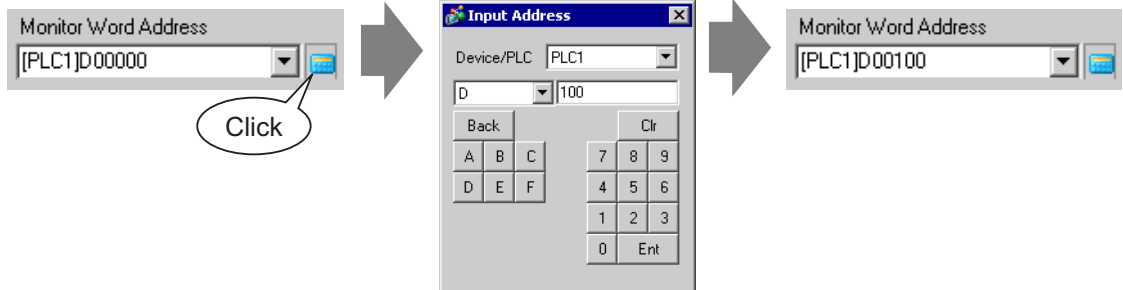 Monitor Word Address
[PLC1]D00000
Click
Input Address
Device/PLC PLC1
D 100
Back Clr
A B C 7 8 9
D E F 4 5 6
1 2 3
0 Ent
Monitor Word Address
[PLC1]D00100